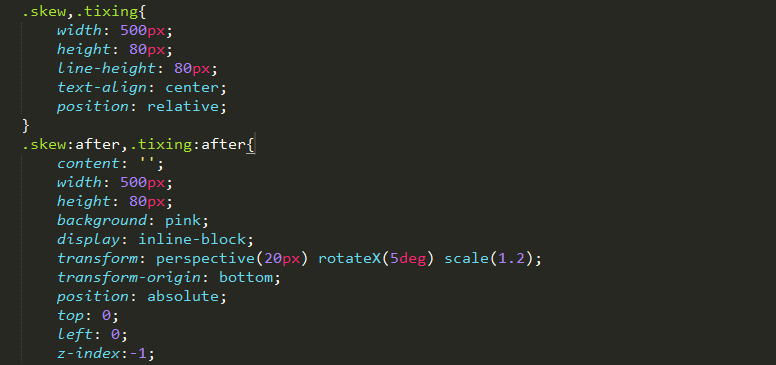 .skew,.tixing{
width: 500px;
height: 80px;
line-height: 80px;
text-align: center;
position: relative;
}
.skew:after,.tixing:after{
content: '';
width: 500px;
height: 80px;
background: pink;
display: inline-block;
transform: perspective(20px) rotateX(5deg) scale(1.2);
transform-origin: bottom;
position: absolute;
top: 0;
left: 0;
z-index:-1;